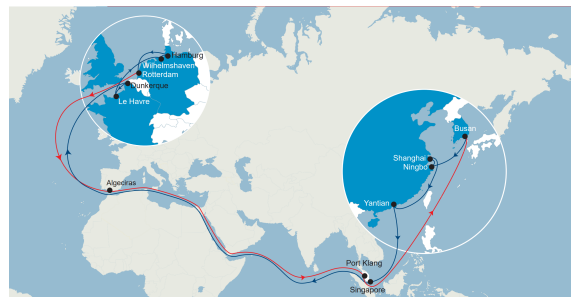 Hamburg
Wilhelmshaven
Rotterdam
Dunkerque
Le Havre
Busan
Shanghai
Ningbo
Algeciras
Yantian
Port Klang
Singapore